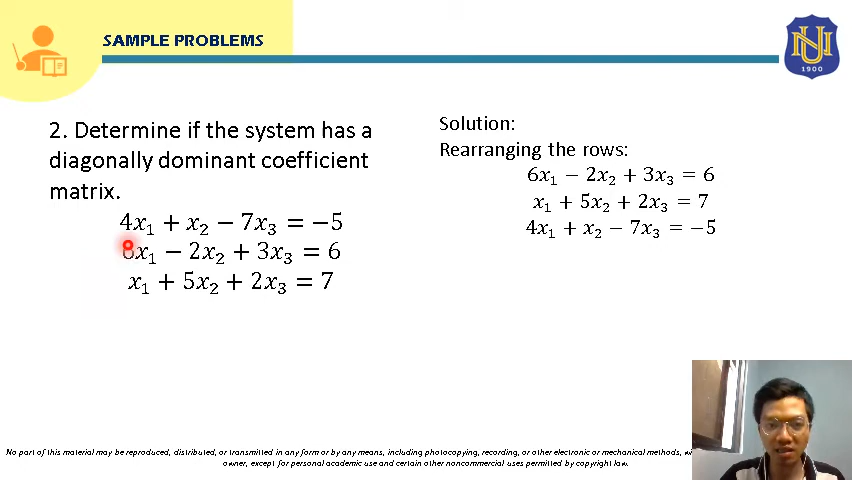 SAMPLE PROBLEMS
NU
1900
2. Determine if the system has a
diagonally dominant coefficient
matrix.
4x₁ + x₂ − 7x₃ = −5
6x₁ − 2x₂ + 3x₃ = 6
x₁ + 5x₂ + 2x₃ = 7
Solution:
Rearranging the rows:
6x₁ − 2x₂ + 3x₃ = 6
x₁ + 5x₂ + 2x₃ = 7
4x₁ + x₂ − 7x₃ = −5
No part of this material may be reproduced, distributed, or transmitted in any form or by any means, including photocopying, recording, or other electronic or mechanical methods,
owner, except for personal academic use and certain other noncommercial uses permitted by copyright law.